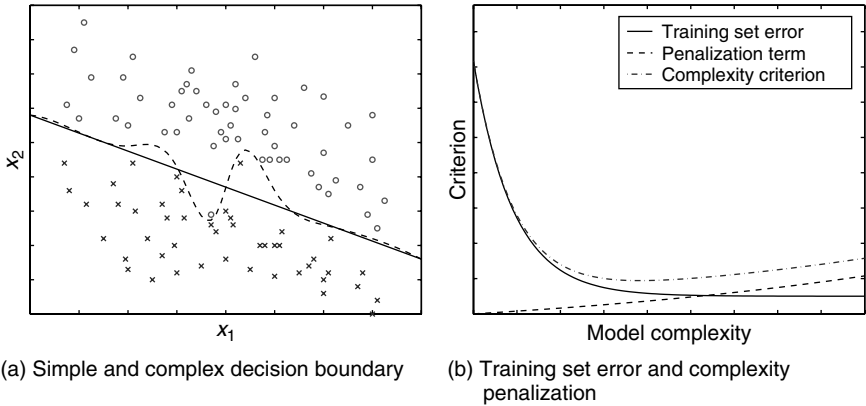 x2
x1
(a) Simple and complex decision boundary
Training set error
Penalization term
Complexity criterion
Criterion
Model complexity
(b) Training set error and complexity
penalization